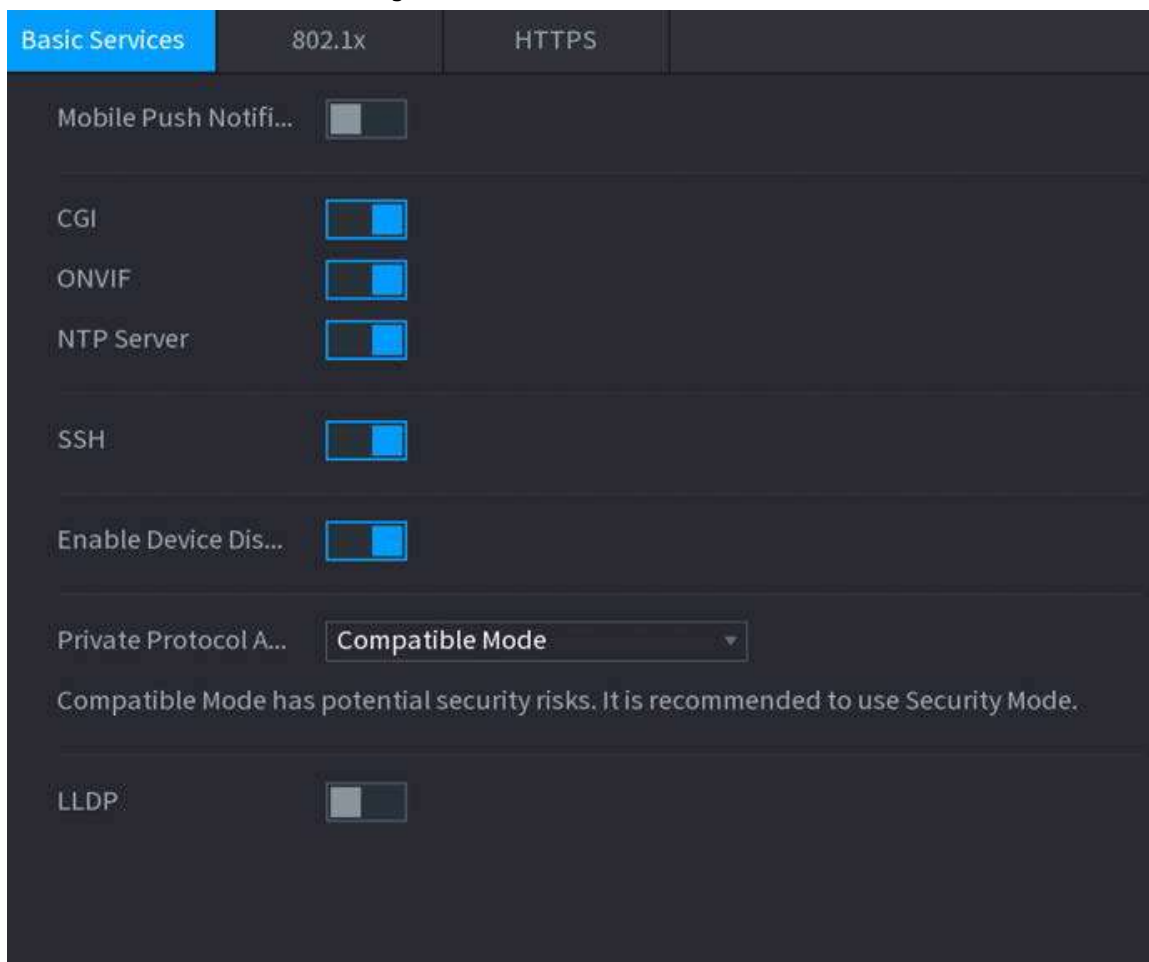 Basic Services 802.1x HTTPS
Mobile Push Notifi...
CGI
ONVIF
NTP Server
SSH
Enable Device Dis...
Private Protocol A... Compatible Mode
Compatible Mode has potential security risks. It is recommended to use Security Mode.
LLDP